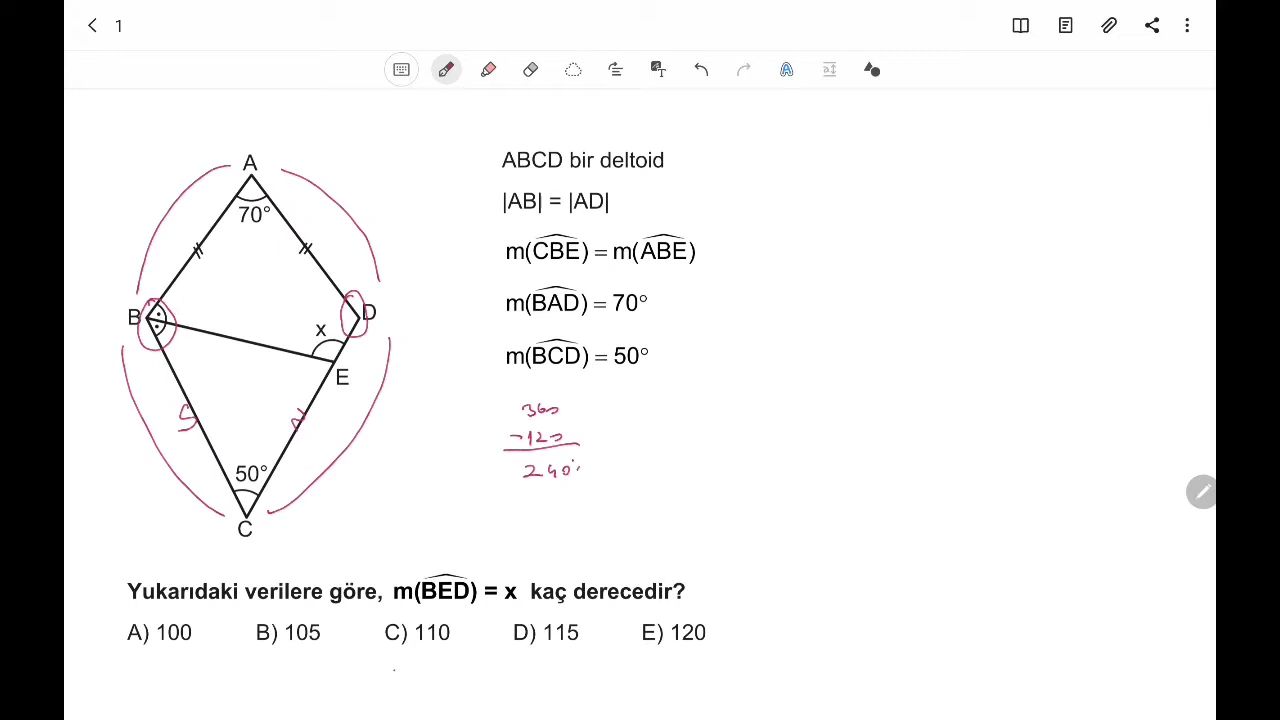 1
A
ABCD bir deltoid
|AB| = |AD|
70°
m(CBE) = m(ABE)
m(BAD) = 70°
B
D
x
E
m(BCD) = 50°
360
-120
240°
50°
C
Yukarıdaki verilere göre, m(BED) = x kaç derecedir?
A) 100 B) 105 C) 110 D) 115 E) 120